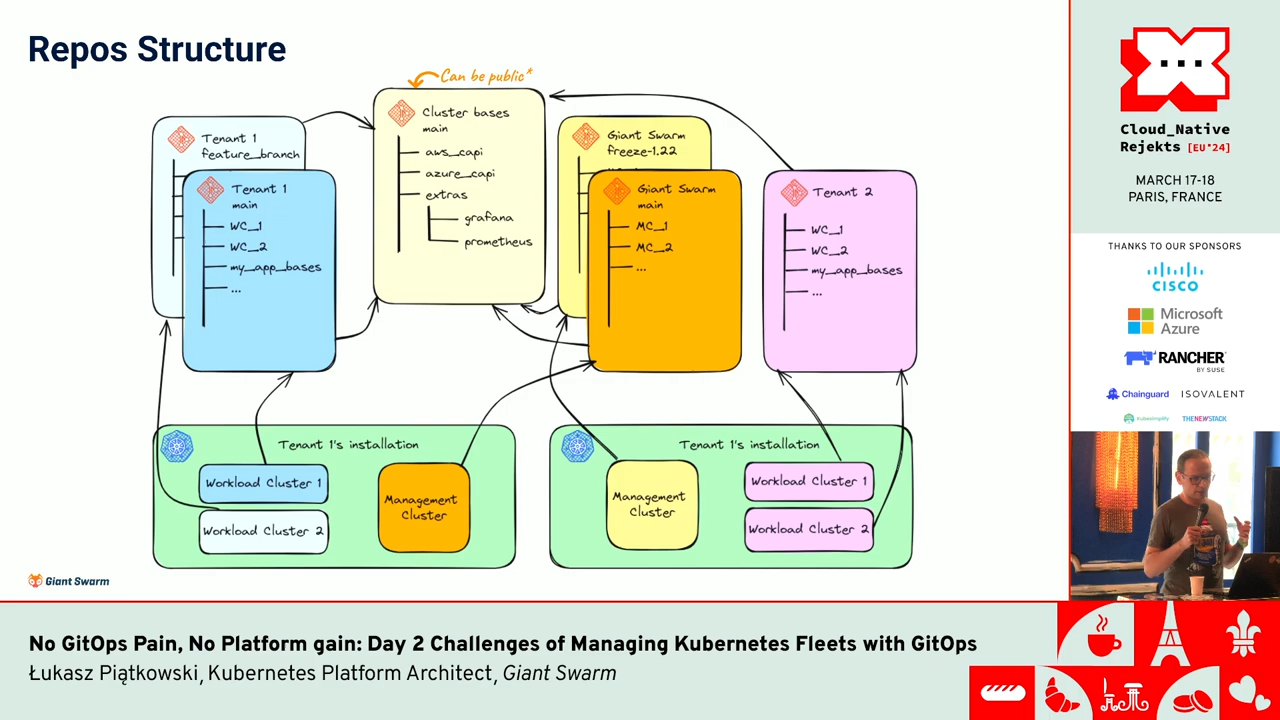 Repos Structure
Can be public*
Tenant 1
feature_branch
Tenant 1
main
WC_1
WC_2
my_app_bases
...
Cluster bases
main
aws_capi
azure_capi
extras
grafana
prometheus
Giant Swarm
freeze-1.22
Giant Swarm
main
MC_1
MC_2
...
Tenant 2
WC_1
WC_2
my_app_bases
...
Tenant 1's installation
Workload Cluster 1
Workload Cluster 2
Management
Cluster
Tenant 1's installation
Management
Cluster
Workload Cluster 1
Workload Cluster 2
Giant Swarm
Cloud_Native
Rejekts [EU*24]
MARCH 17-18
PARIS, FRANCE
THANKS TO OUR SPONSORS
CISCO
Microsoft
Azure
RANCHER
BY SUSE
Chainguard ISOVALENT
kubesimplify THENEWSTACK
No GitOps Pain, No Platform gain: Day 2 Challenges of Managing Kubernetes Fleets with GitOps
Łukasz Piątkowski, Kubernetes Platform Architect, Giant Swarm